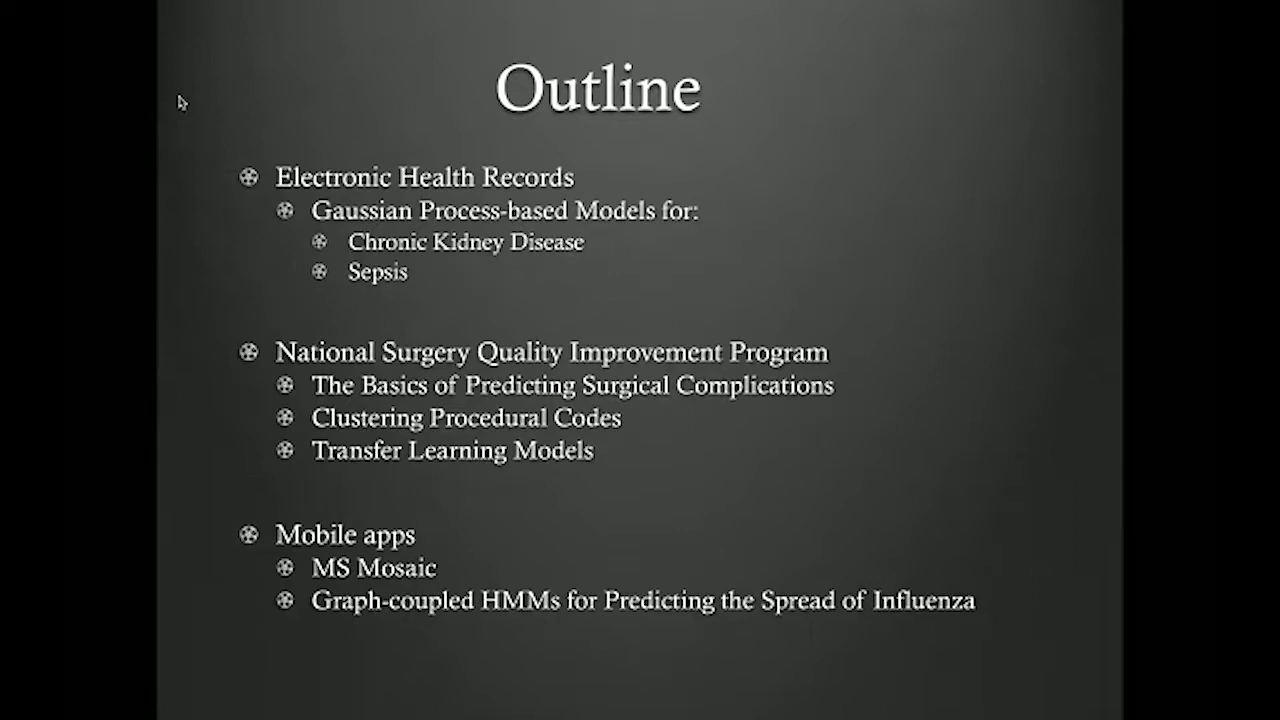 Outline
Electronic Health Records
Gaussian Process-based Models for:
Chronic Kidney Disease
Sepsis
National Surgery Quality Improvement Program
The Basics of Predicting Surgical Complications
Clustering Procedural Codes
Transfer Learning Models
Mobile apps
MS Mosaic
Graph-coupled HMMs for Predicting the Spread of Influenza